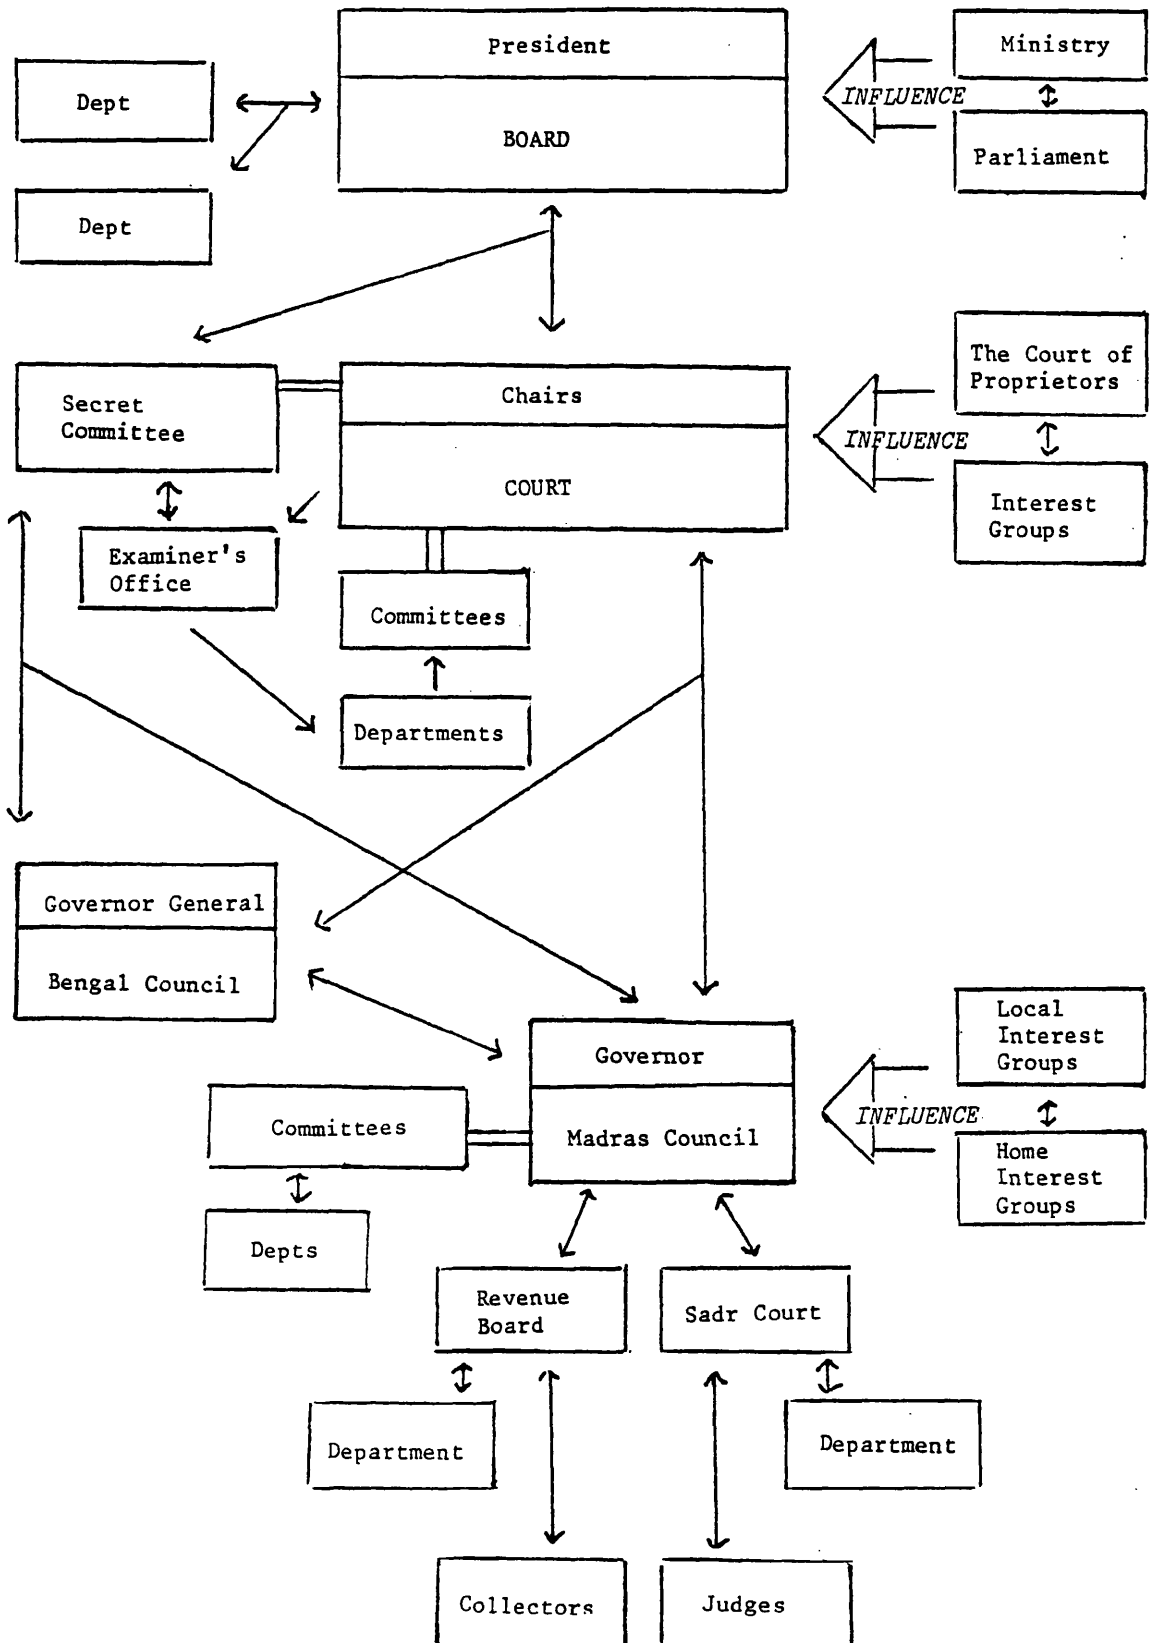 President
BOARD
Dept
Dept
INFLUENCE
Ministry
Parliament
Secret
Committee
Chairs
COURT
Examiner's
Office
Committees
Departments
INFLUENCE
The Court of
Proprietors
Interest
Groups
Governor General
Bengal Council
Governor
Madras Council
Committees
Depts
INFLUENCE
Local
Interest
Groups
Home
Interest
Groups
Revenue
Board
Sadr Court
Department
Department
Collectors
Judges